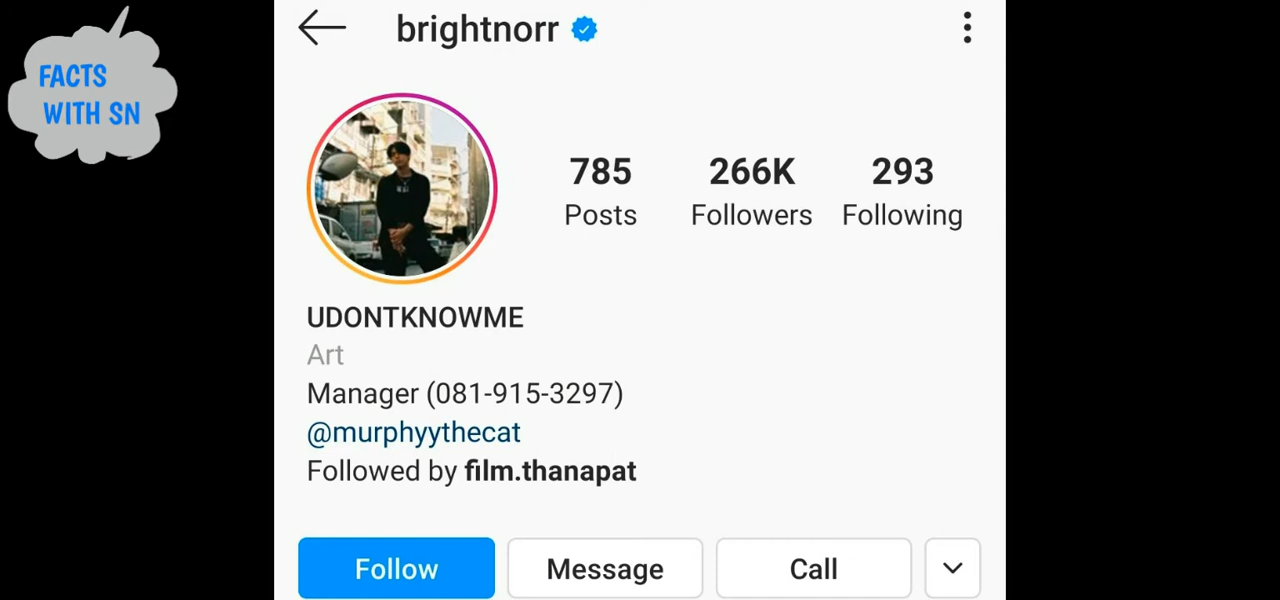 FACTS
WITH SN
brightnorr
785
Posts
266K
Followers
293
Following
UDONTKNOWME
Art
Manager (081-915-3297)
@murphyythecat
Followed by film.thanapat
Follow
Message
Call